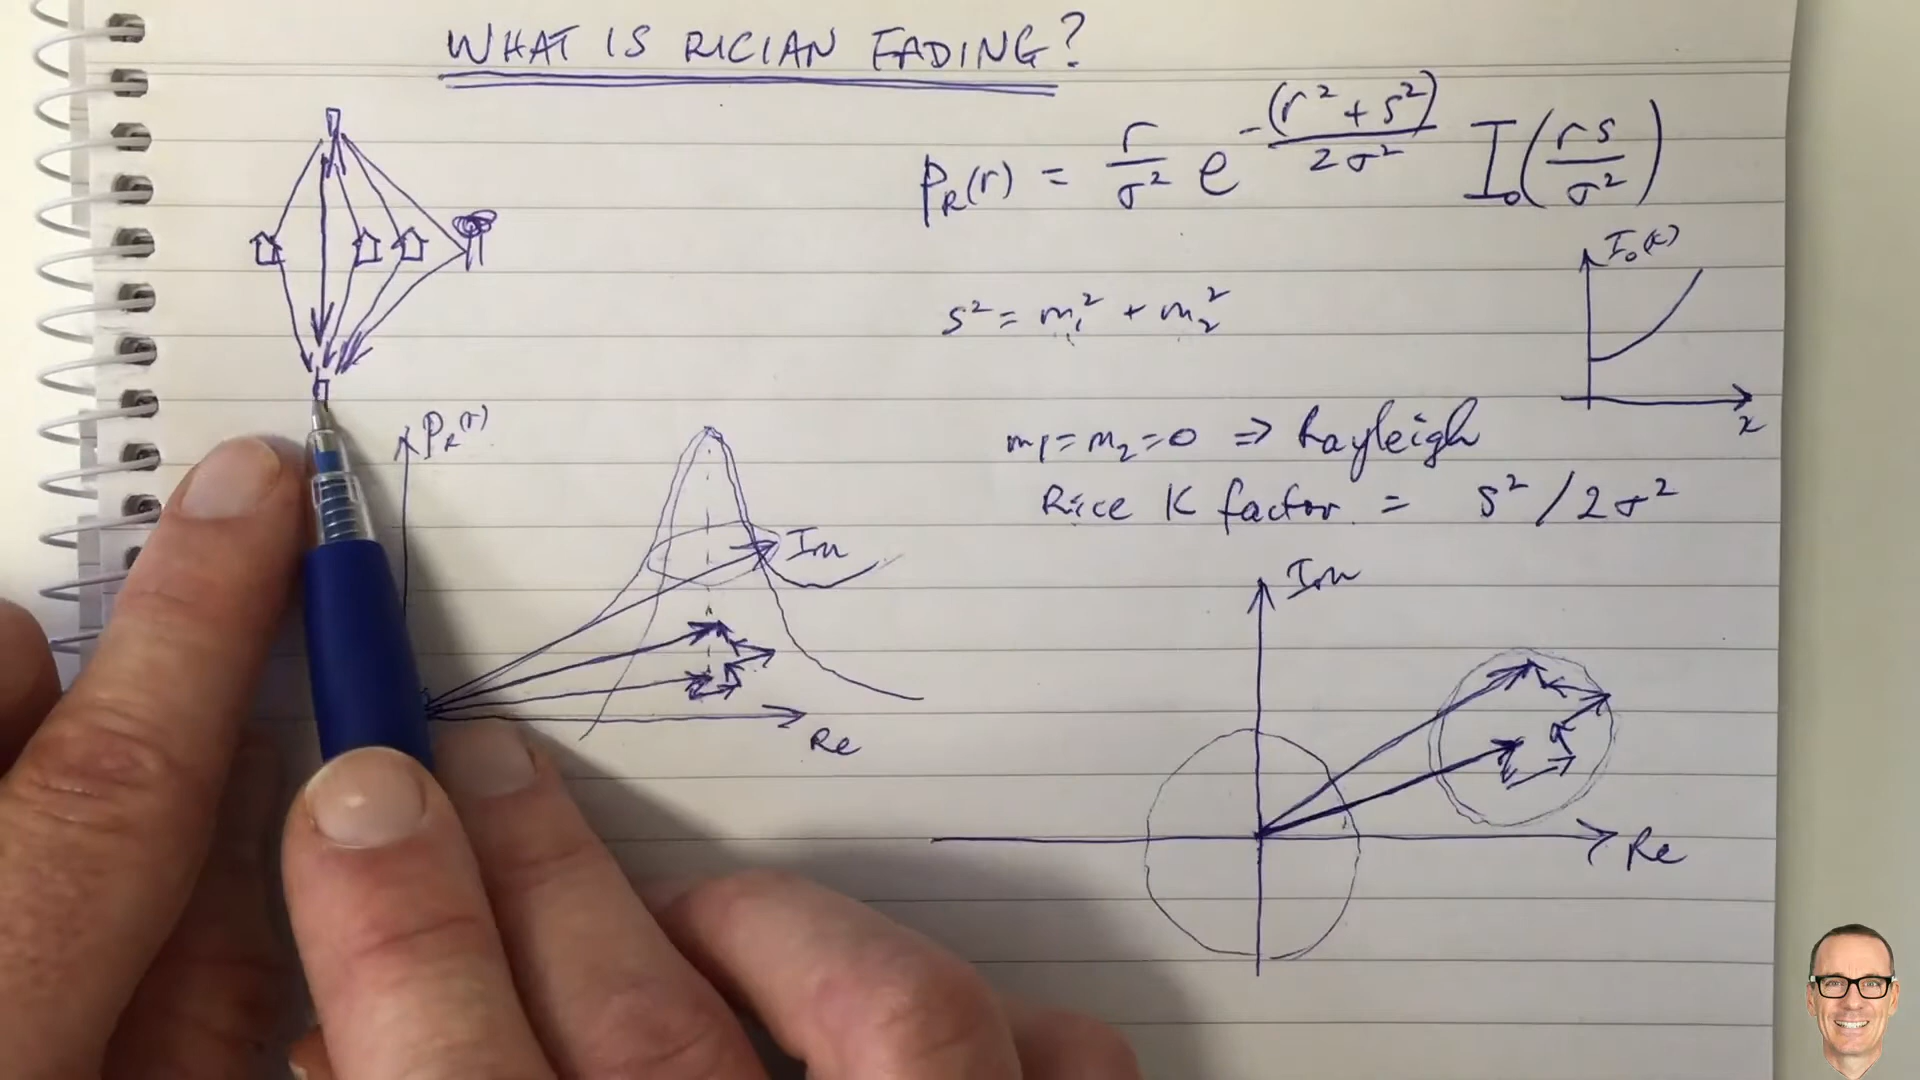 WHAT IS RICIAN FADING?
p_R(r) = r/σ² e^(-(r² + s²)/2σ²) I₀(rs/σ²)
I₀(x)
x
s² = m₁² + m₂²
P_R(r)
m₁ = m₂ = 0 ⇒ Rayleigh
Rice K factor = s² / 2σ²
Im
Re
Im
Re